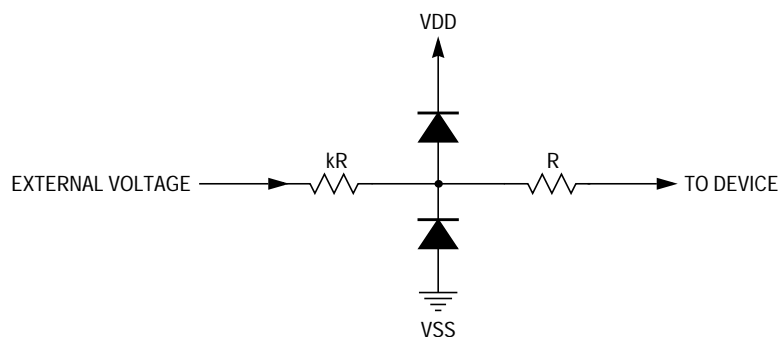 VDD
kR
R
EXTERNAL VOLTAGE
TO DEVICE
VSS